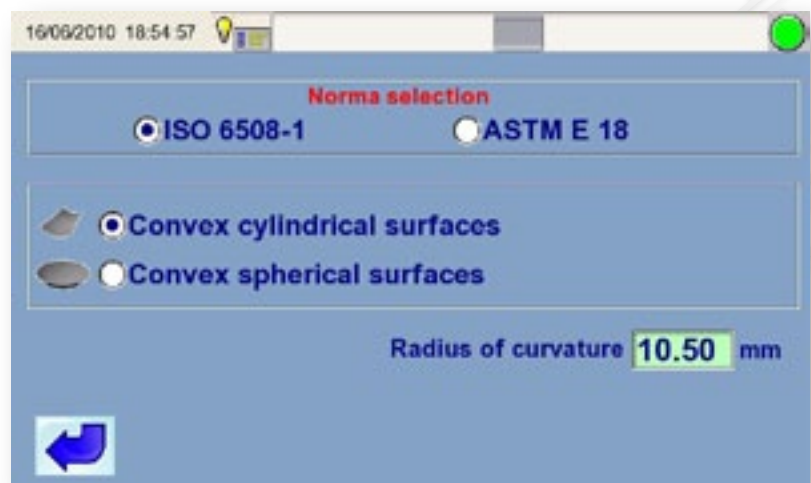 16/06/2010 18:54:57
Norma selection
ISO 6508-1 ASTM E 18
Convex cylindrical surfaces
Convex spherical surfaces
Radius of curvature 10.50 mm